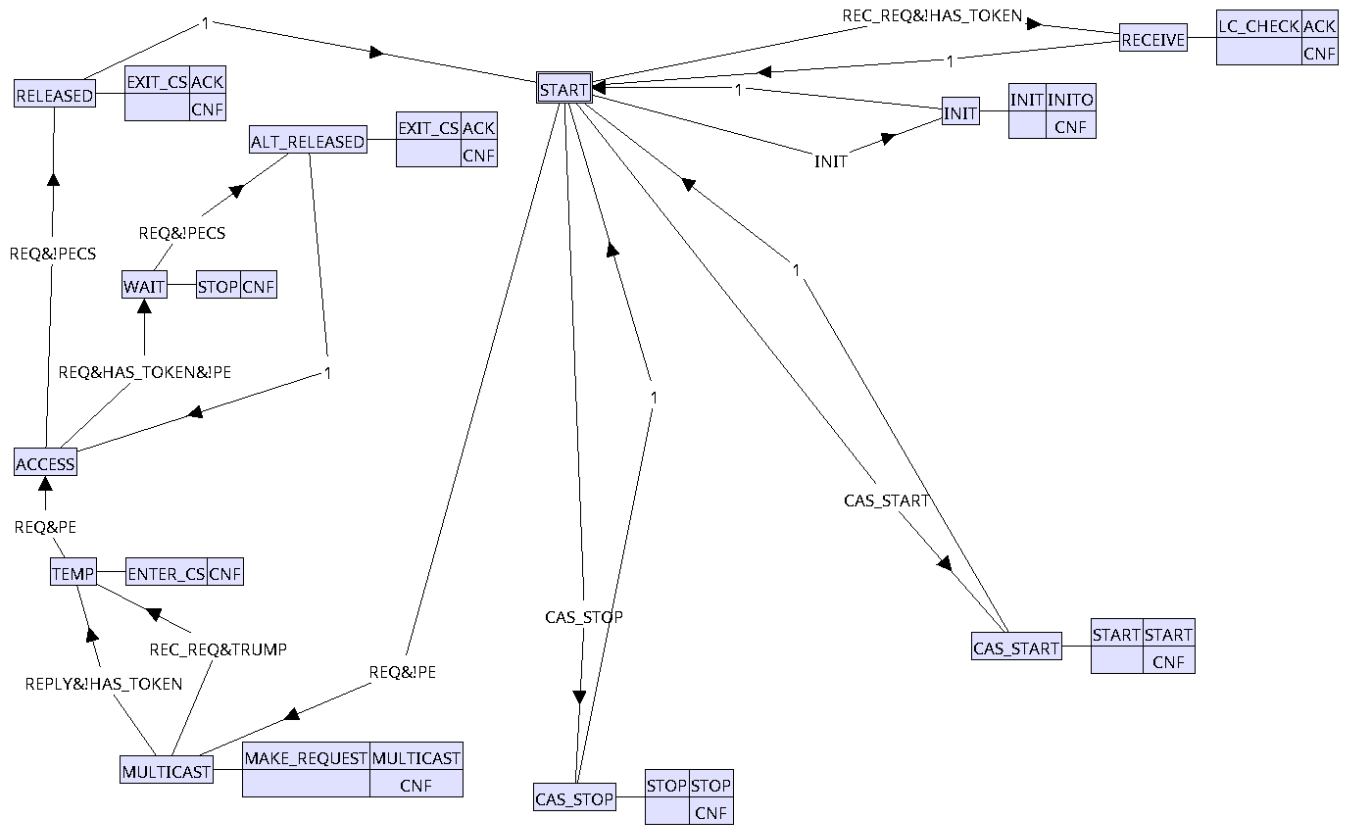 1
REC_REQ&!HAS_TOKEN
RECEIVE
LC_CHECK ACK
CNF
RELEASED
EXIT_CS ACK
CNF
START
1
1
INIT
INIT INITO
CNF
ALT_RELEASED
EXIT_CS ACK
CNF
INIT
REQ&!PECS
REQ&!PECS
WAIT
STOP CNF
1
REQ&HAS_TOKEN&!PE
1
1
ACCESS
CAS_START
REQ&PE
TEMP
ENTER_CS CNF
CAS_STOP
REC_REQ&TRUMP
REPLY&!HAS_TOKEN
REQ&!PE
CAS_START
START START
CNF
MULTICAST
MAKE_REQUEST MULTICAST
CNF
CAS_STOP
STOP STOP
CNF